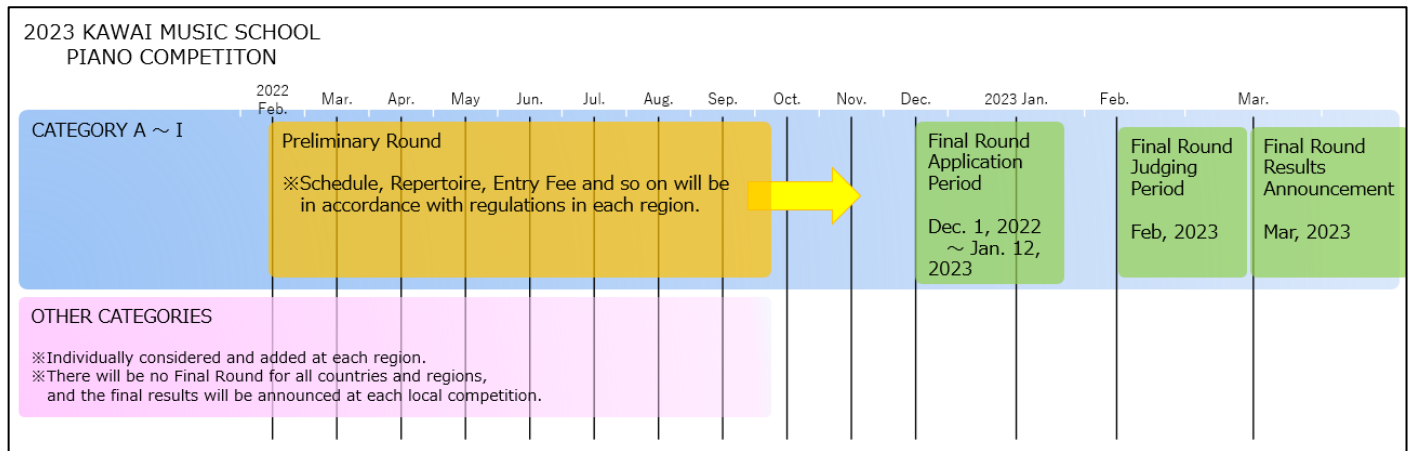 2023 KAWAI MUSIC SCHOOL
PIANO COMPETITON
2022
Feb.
Mar.
Apr.
May
Jun.
Jul.
Aug.
Sep.
Oct.
Nov.
Dec.
2023 Jan.
Feb.
Mar.
CATEGORY A ～ I
Preliminary Round
※Schedule, Repertoire, Entry Fee and so on will be
in accordance with regulations in each region.
Final Round
Application
Period
Dec. 1, 2022
～ Jan. 12,
2023
Final Round
Judging
Period
Feb, 2023
Final Round
Results
Announcement
Mar, 2023
OTHER CATEGORIES
※Individually considered and added at each region.
※There will be no Final Round for all countries and regions,
and the final results will be announced at each local competition.